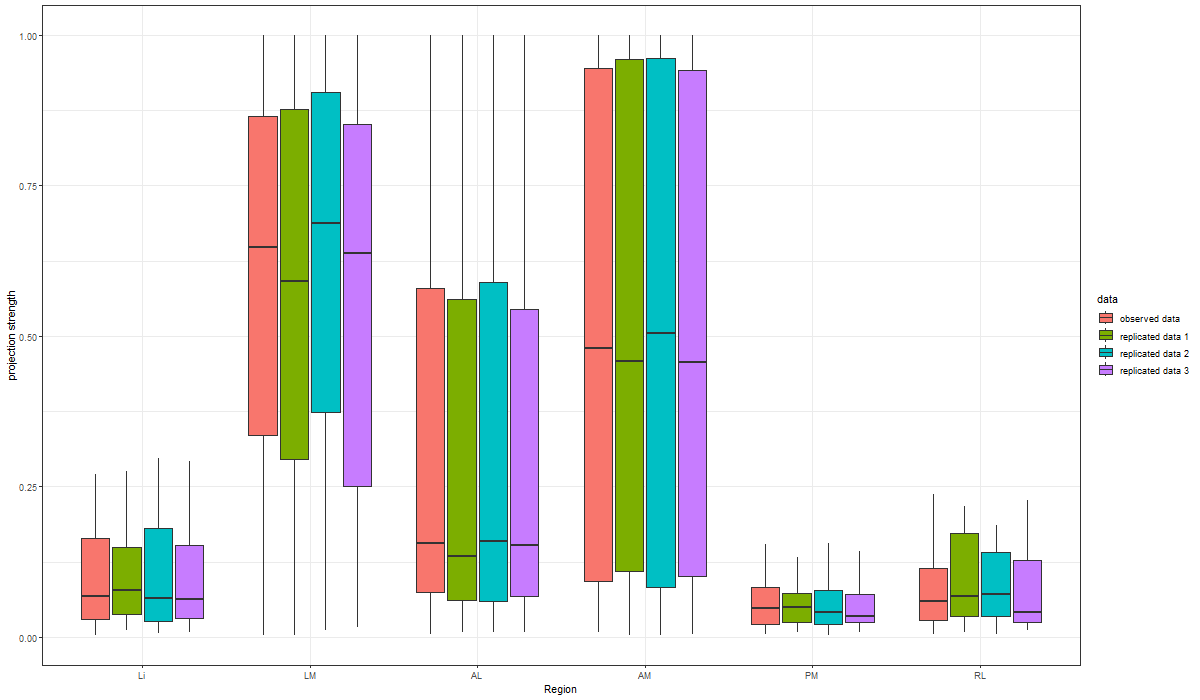 1.00
0.75
0.50
0.25
0.00
projection strength
Li
LM
AL
AM
PM
RL
Region
data
observed data
replicated data 1
replicated data 2
replicated data 3